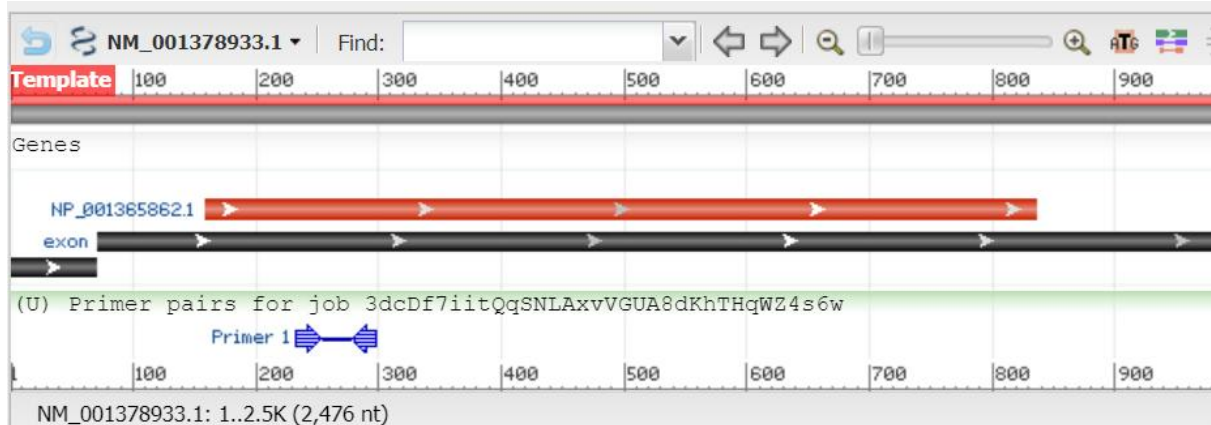 NM_001378933.1 Find: ATG
Template 100 200 300 400 500 600 700 800 900
Genes
NP_001365862.1
exon
(U) Primer pairs for job 3dcDf7iitQqSNLAxvVGUA8dKhTHqWZ4s6w
Primer 1
1 100 200 300 400 500 600 700 800 900
NM_001378933.1: 1..2.5K (2,476 nt)